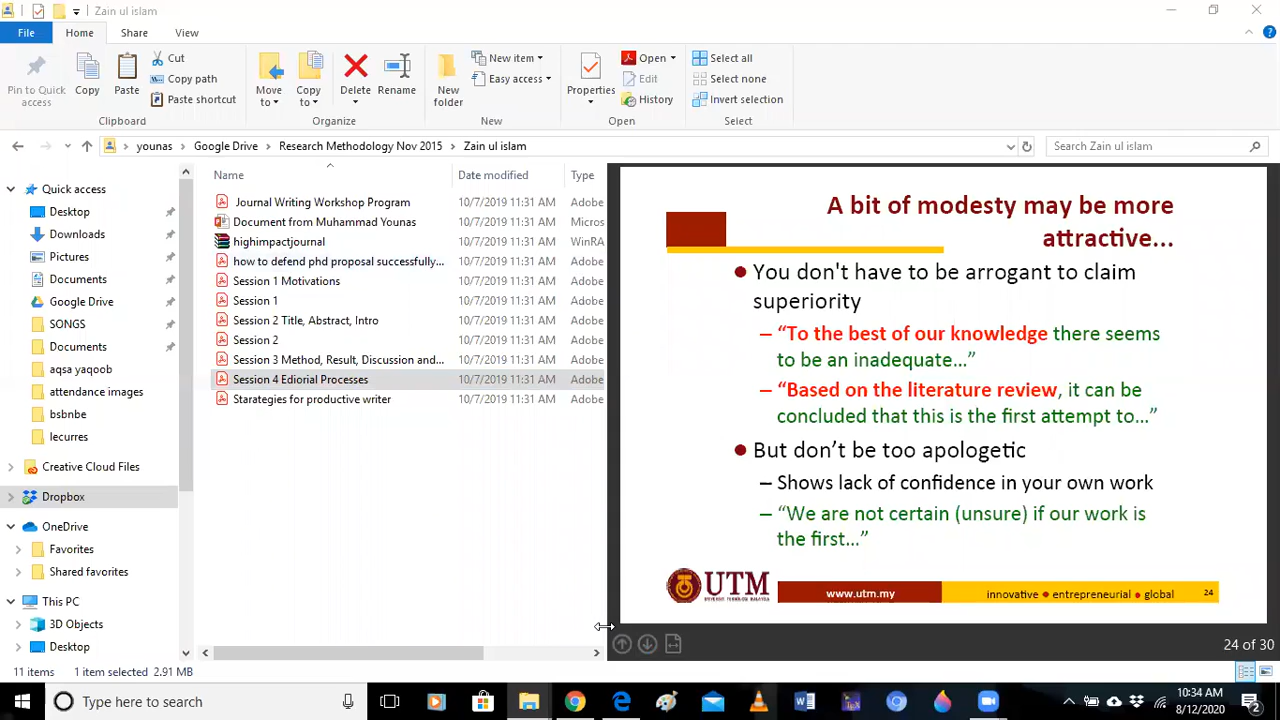 Zain ul islam
File
Home
Share
View
Pin to Quick access
Copy
Paste
Cut
Copy path
Paste shortcut
Clipboard
Move to
Copy to
Delete
Rename
Organize
New folder
New item
Easy access
New
Properties
Open
Edit
History
Open
Select all
Select none
Invert selection
Select
younas > Google Drive > Research Methodology Nov 2015 > Zain ul islam
Search Zain ul islam
Quick access
Desktop
Downloads
Pictures
Documents
Google Drive
SONGS
Documents
aqsa yaqoob
attendance images
bsbnbe
lecurres
Creative Cloud Files
Dropbox
OneDrive
Favorites
Shared favorites
This PC
3D Objects
Desktop
Name Date modified Type
Journal Writing Workshop Program 10/7/2019 11:31 AM Adobe
Document from Muhammad Younas 10/7/2019 11:31 AM Micros
highimpactjournal 10/7/2019 11:31 AM WinRA
how to defend phd proposal successfully... 10/7/2019 11:31 AM Adobe
Session 1 Motivations 10/7/2019 11:31 AM Adobe
Session 1 10/7/2019 11:31 AM Adobe
Session 2 Title, Abstract, Intro 10/7/2019 11:31 AM Adobe
Session 2 10/7/2019 11:31 AM Adobe
Session 3 Method, Result, Discussion and... 10/7/2019 11:31 AM Adobe
Session 4 Ediorial Processes 10/7/2019 11:31 AM Adobe
Starategies for productive writer 10/7/2019 11:31 AM Adobe
A bit of modesty may be more
attractive...
● You don't have to be arrogant to claim
superiority
– “To the best of our knowledge there seems
to be an inadequate...”
– “Based on the literature review, it can be
concluded that this is the first attempt to...”
● But don’t be too apologetic
– Shows lack of confidence in your own work
– “We are not certain (unsure) if our work is
the first...”
UTM
www.utm.my
innovative ● entrepreneurial ● global
24
24 of 30
11 items 1 item selected 2.91 MB
Type here to search
10:34 AM
8/12/2020
2